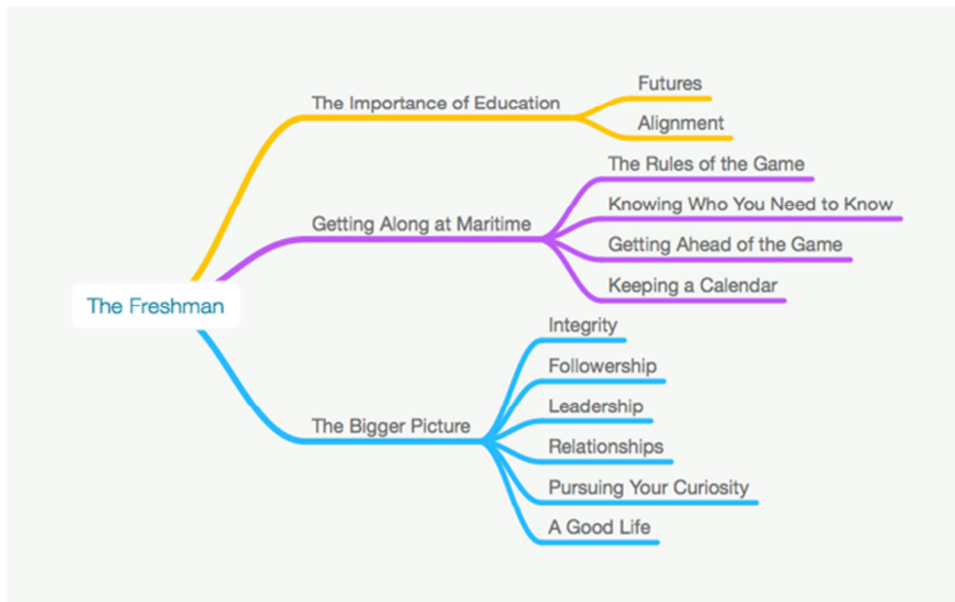 The Freshman
The Importance of Education
Futures
Alignment
Getting Along at Maritime
The Rules of the Game
Knowing Who You Need to Know
Getting Ahead of the Game
Keeping a Calendar
The Bigger Picture
Integrity
Followership
Leadership
Relationships
Pursuing Your Curiosity
A Good Life